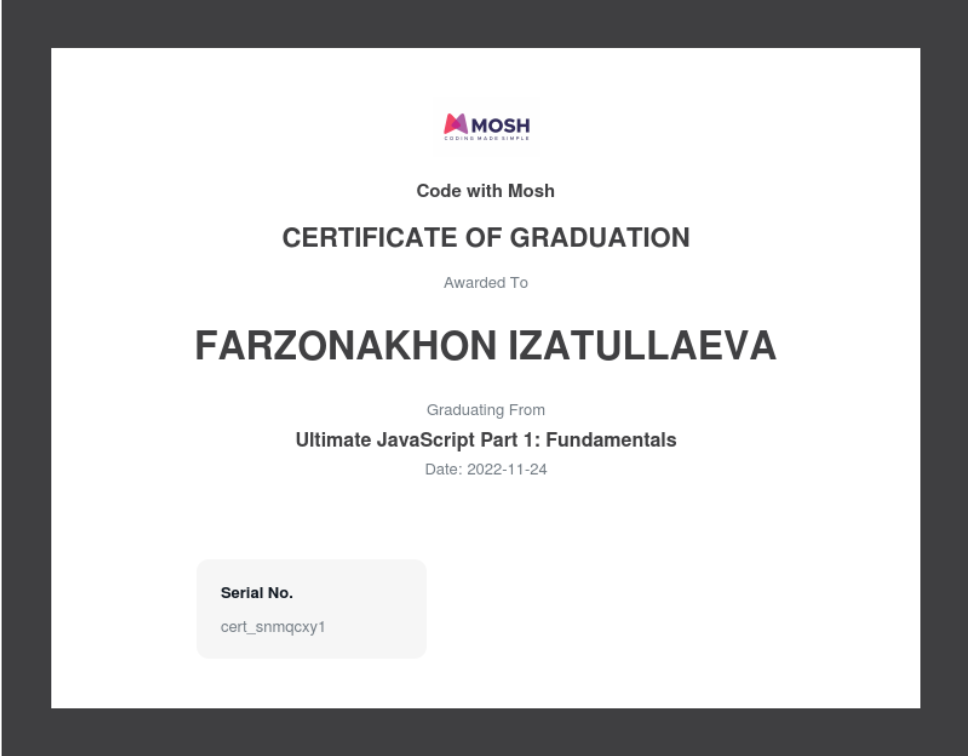 MOSH
CODING MADE SIMPLE
Code with Mosh
CERTIFICATE OF GRADUATION
Awarded To
FARZONAKHON IZATULLAEVA
Graduating From
Ultimate JavaScript Part 1: Fundamentals
Date: 2022-11-24
Serial No.
cert_snmqcxy1